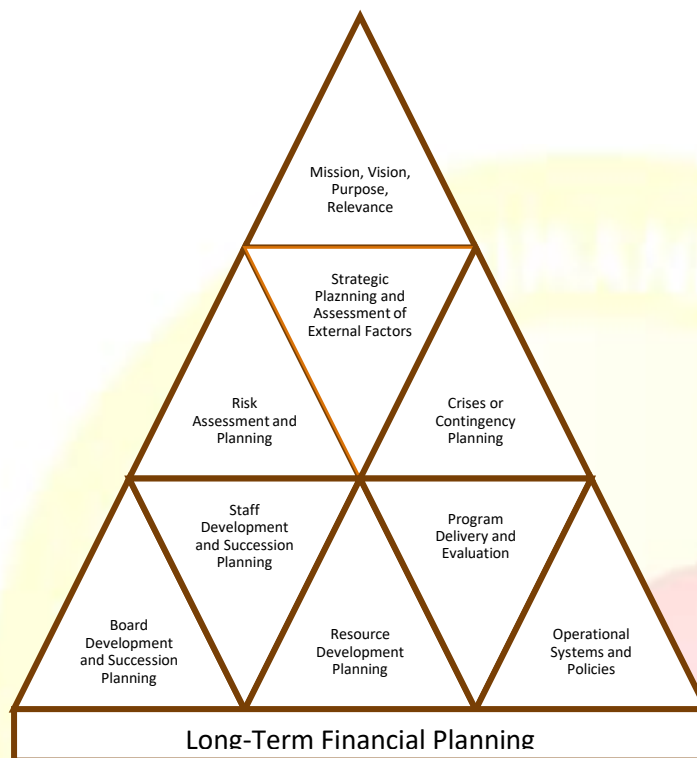 Mission, Vision,
Purpose,
Relevance
Strategic
Plaznning and
Assessment of
External Factors
Risk
Assessment and
Planning
Crises or
Contingency
Planning
Staff
Development
and Succession
Planning
Program
Delivery and
Evaluation
Board
Development
and Succession
Planning
Resource
Development
Planning
Operational
Systems and
Policies
Long-Term Financial Planning